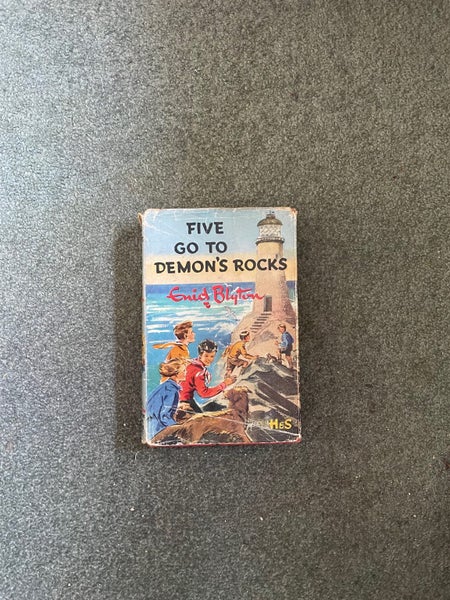 FIVE
GO TO
DEMON'S ROCKS
Enid Blyton
H&S